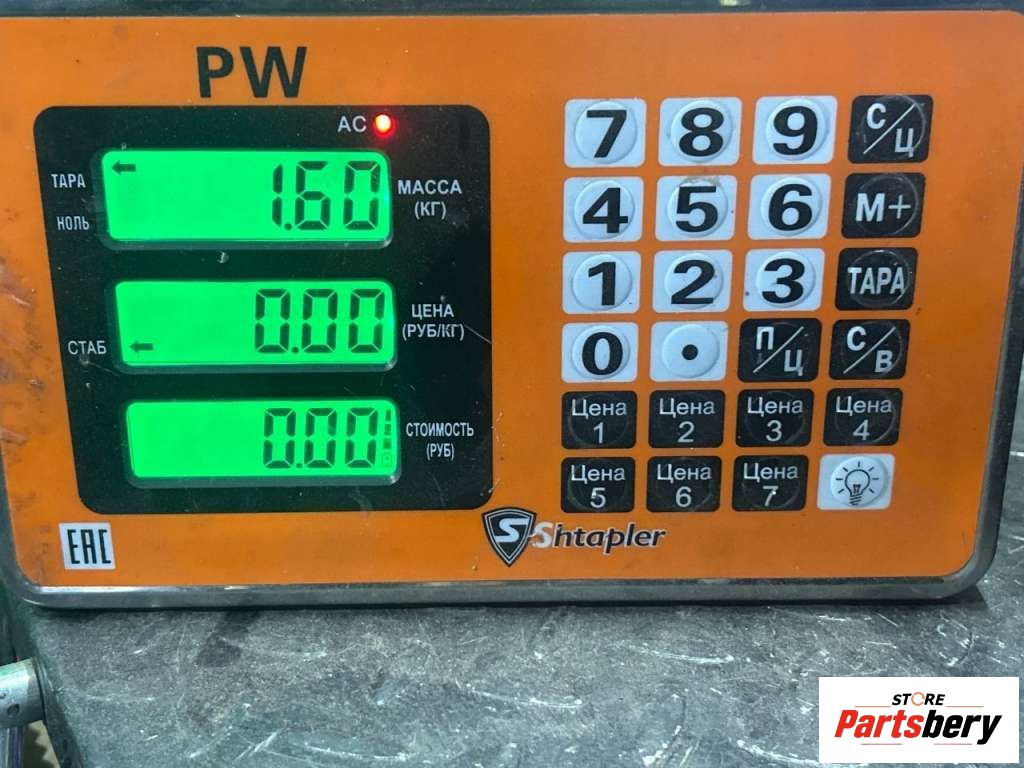 PW
AC
ТАРА
НОЛЬ
1.60
МАССА
(КГ)
СТАБ
0.00
ЦЕНА
(РУБ/КГ)
0.00
СТОИМОСТЬ
(РУБ)
7 8 9 С/Ц
4 5 6 М+
1 2 3 ТАРА
0 . П/Ц С/В
Цена 1 Цена 2 Цена 3 Цена 4
Цена 5 Цена 6 Цена 7
EAC
S Shtapler
STORE
Partsbery